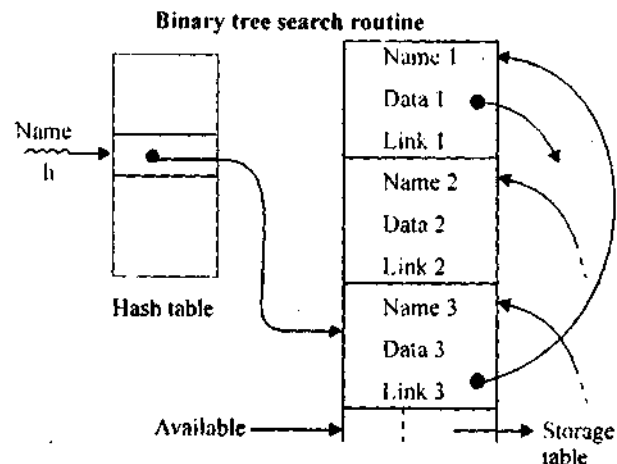 Binary tree search routine
Name 1
Data 1
Link 1
Name
h
Name 2
Data 2
Link 2
Hash table
Name 3
Data 3
Link 3
Available
Storage
table